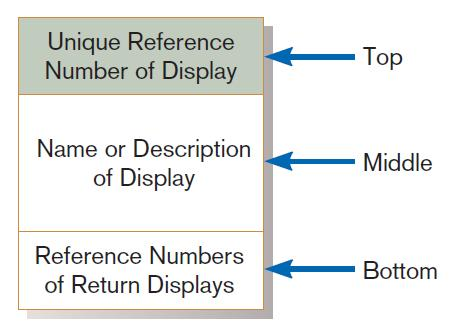 Unique Reference
Number of Display
Top
Name or Description
of Display
Middle
Reference Numbers
of Return Displays
Bottom